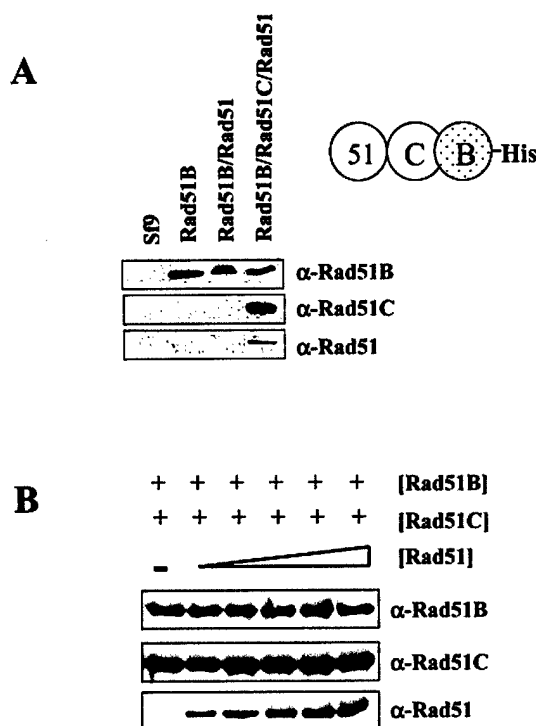 A
Sf9
Rad51B
Rad51B/Rad51
Rad51B/Rad51C/Rad51
51 C B -His
α-Rad51B
α-Rad51C
α-Rad51
B
+ + + + + + [Rad51B]
+ + + + + + [Rad51C]
- [Rad51]
α-Rad51B
α-Rad51C
α-Rad51